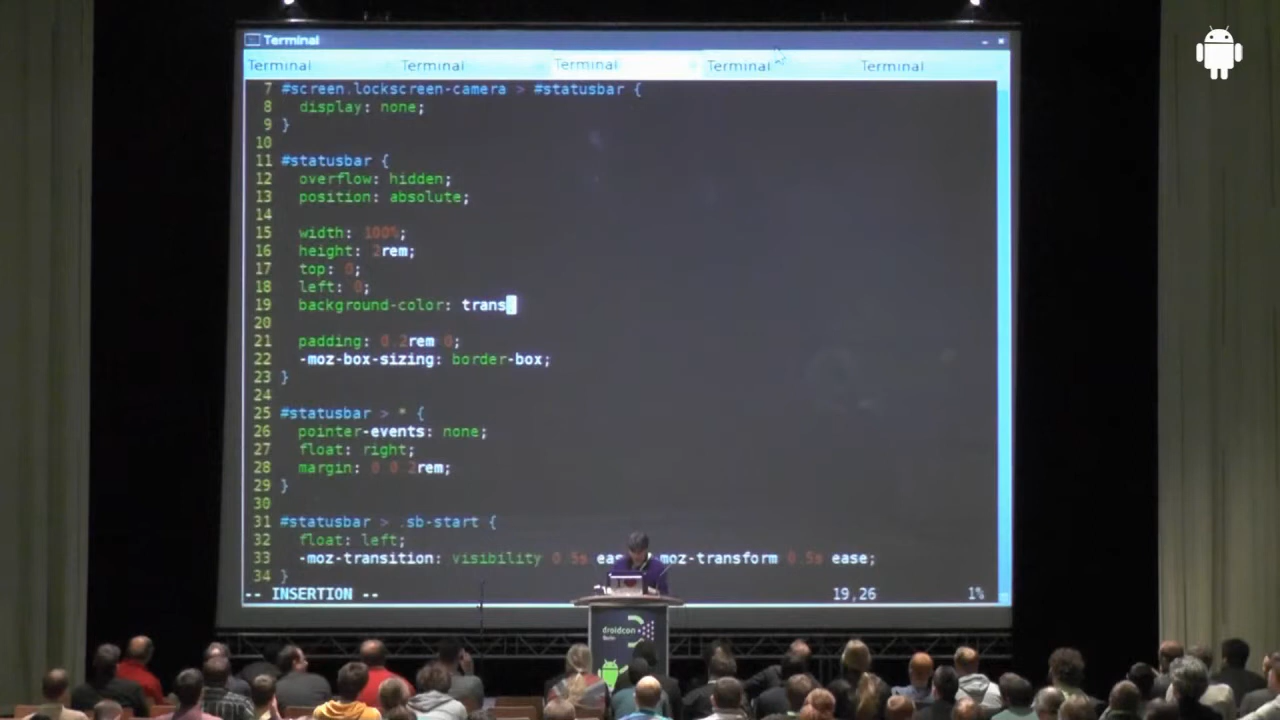 Terminal
Terminal Terminal Terminal Terminal Terminal
7 #screen.lockscreen-camera > #statusbar {
8 display: none;
9 }
10
11 #statusbar {
12 overflow: hidden;
13 position: absolute;
14
15 width: 100%;
16 height: 2rem;
17 top: 0;
18 left: 0;
19 background-color: trans
20
21 padding: 0.2rem 0;
22 -moz-box-sizing: border-box;
23 }
24
25 #statusbar > * {
26 pointer-events: none;
27 float: right;
28 margin: 0 0.2rem;
29 }
30
31 #statusbar > .sb-start {
32 float: left;
33 -moz-transition: visibility 0.5s moz-transform 0.5s ease;
34 }
-- INSERTION -- 19,26 1%
droidcon
Berlin